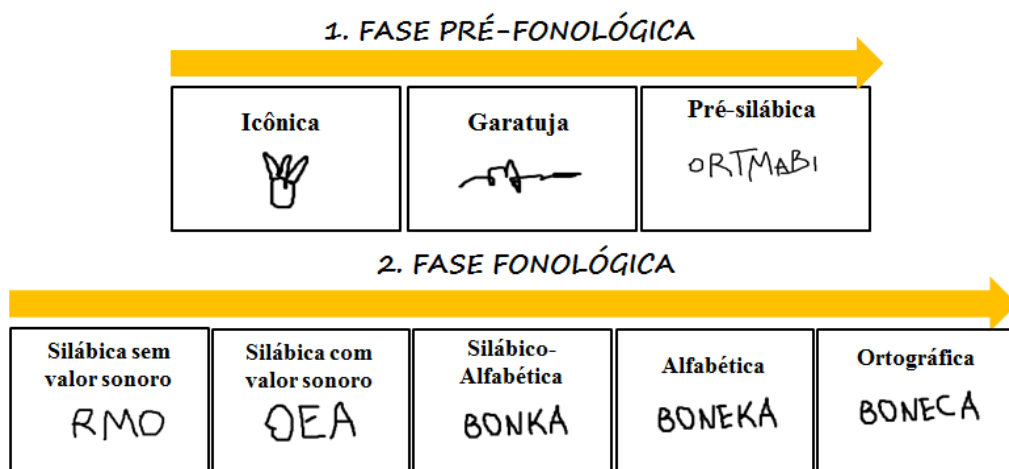 1. FASE PRÉ-FONOLÓGICA
Icônica
Garatuja
Pré-silábica
ORTMABI
2. FASE FONOLÓGICA
Silábica sem
valor sonoro
RMO
Silábica com
valor sonoro
OEA
Silábico-
Alfabética
BONKA
Alfabética
BONEKA
Ortográfica
BONECA